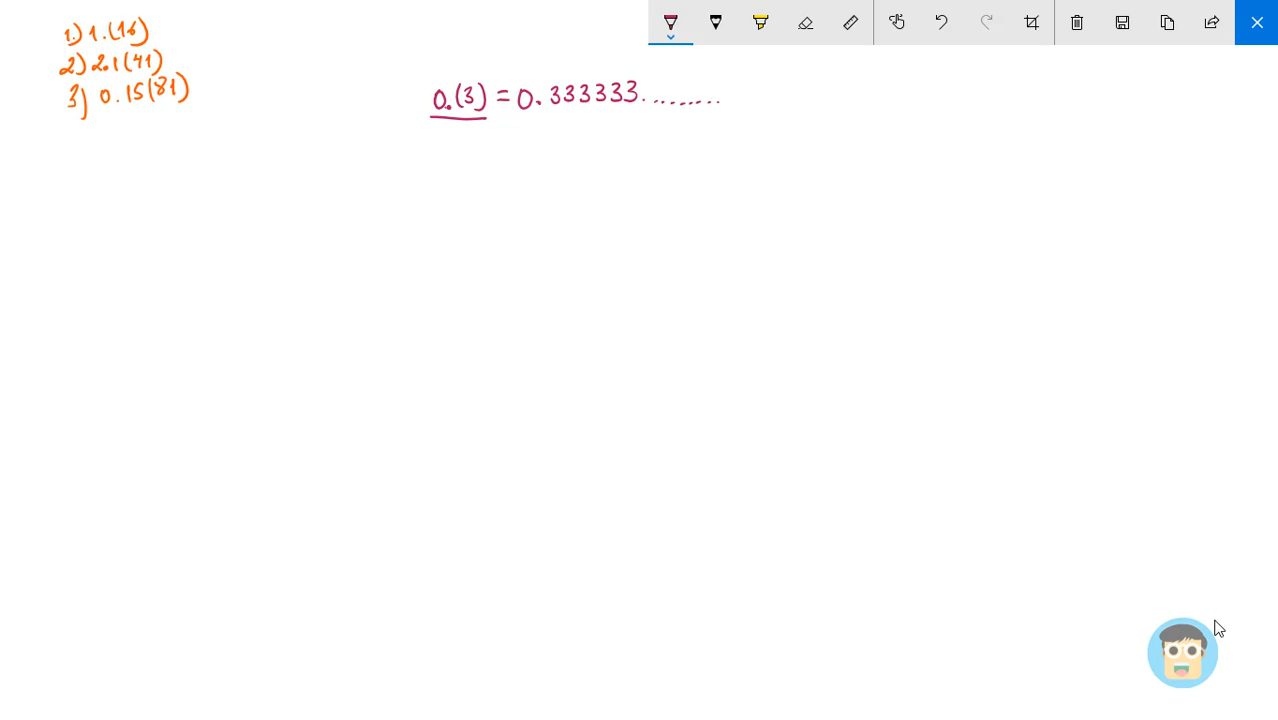 1.) 1.(16)
2) 2.1(41)
3) 0.15(81)
0.(3) = 0.333333.........